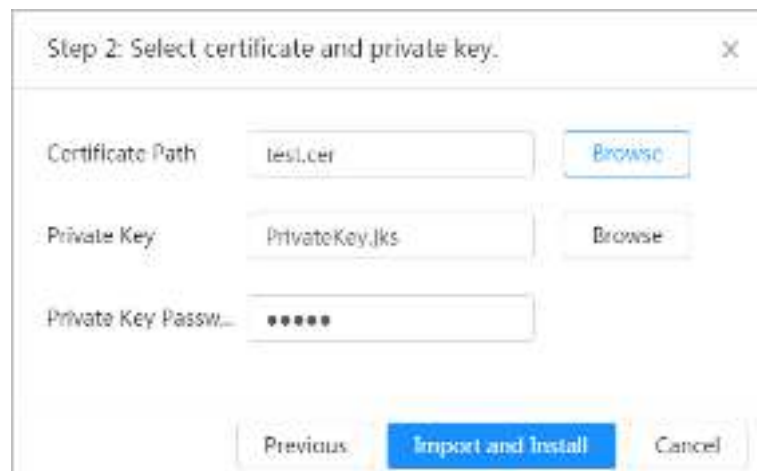 Step 2: Select certificate and private key. ×
Certificate Path test.cer Browse
Private Key PrivateKey.jks Browse
Private Key Passw... •••••
Previous Import and Install Cancel